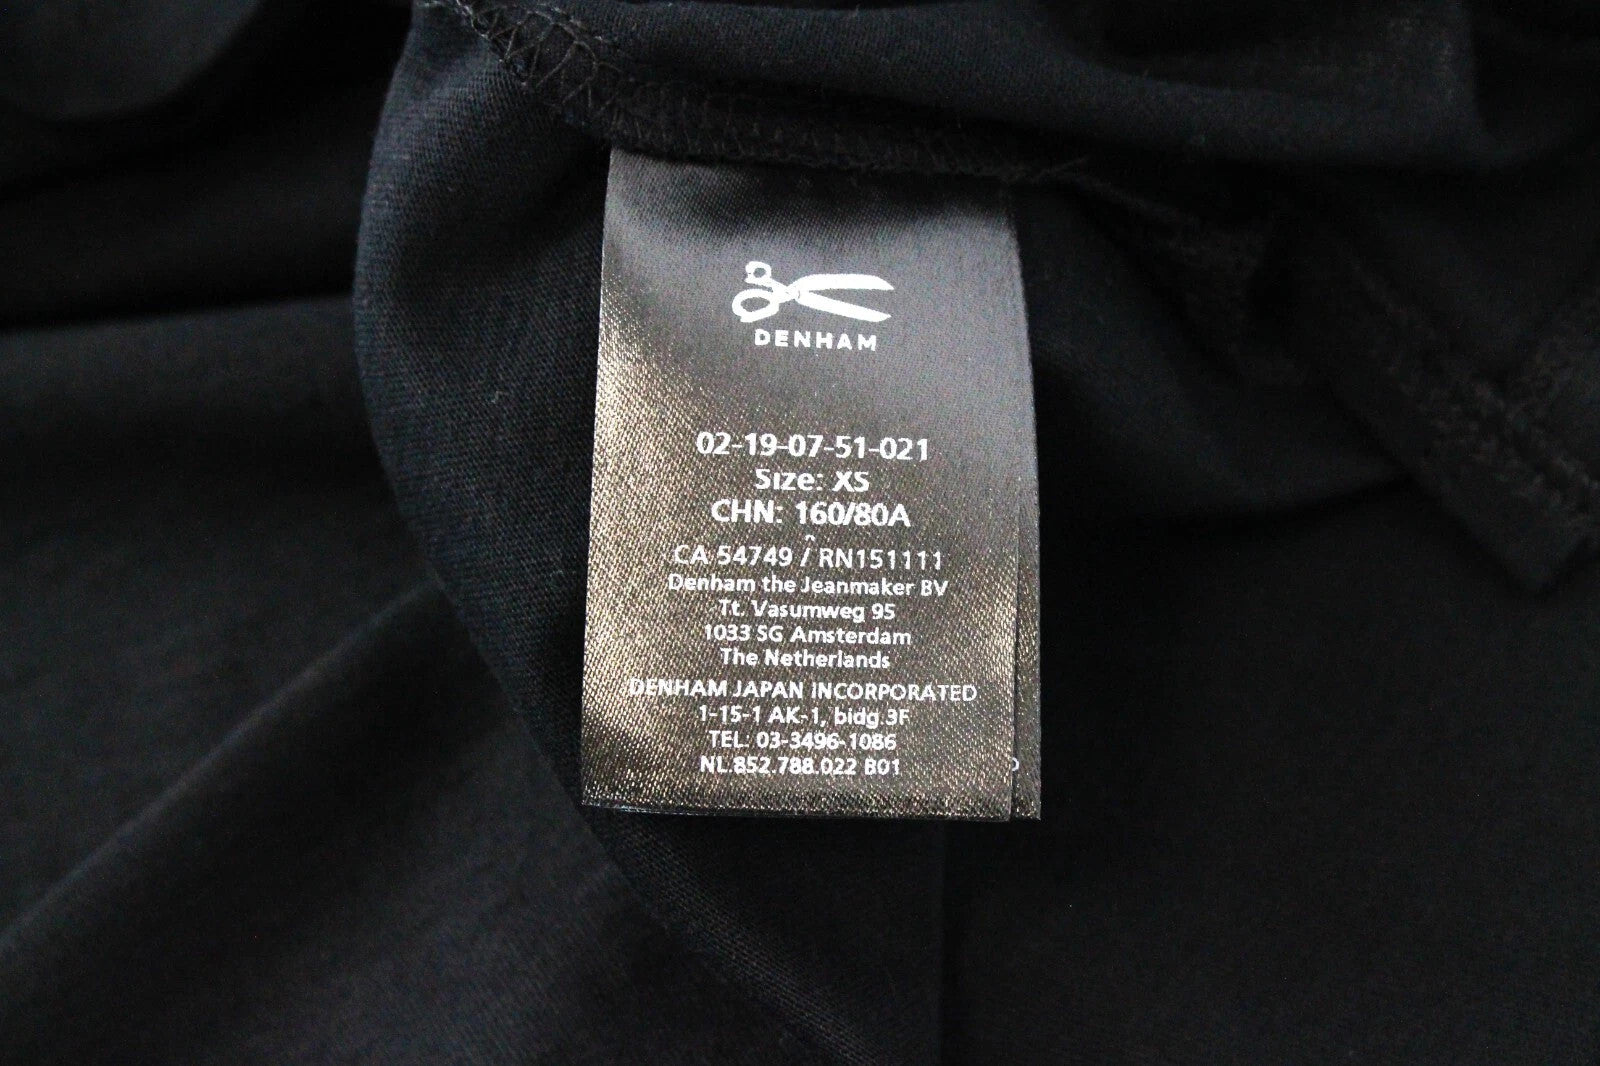 DENHAM
02-19-07-51-021
Size: XS
CHN: 160/80A
CA 54749 / RN151111
Denham the Jeanmaker BV
Tt. Vasumweg 95
1033 SG Amsterdam
The Netherlands
DENHAM JAPAN INCORPORATED
1-15-1 AK-1, bidg.3F
TEL. 03-3496-1086
NL.852.788.022 B01